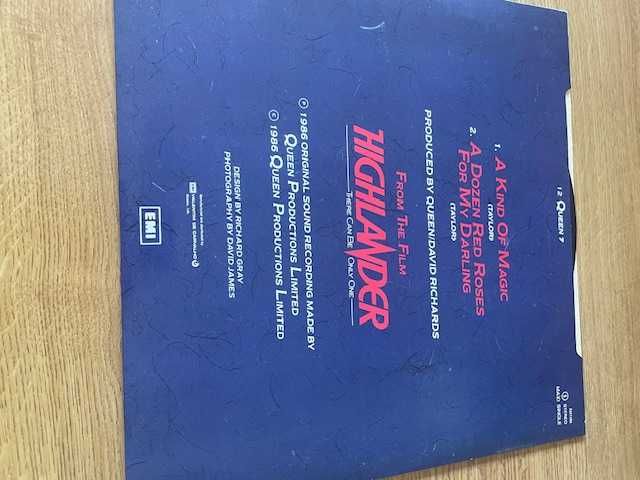 12 QUEEN 7
STEREO
MAXI SINGLE
1. A KIND OF MAGIC
(TAYLOR)
2. A DOZEN RED ROSES
FOR MY DARLING
(TAYLOR)
PRODUCED BY QUEEN/DAVID RICHARDS
FROM THE FILM
HIGHLANDER
THERE CAN BE ONLY ONE
℗ 1986 ORIGINAL SOUND RECORDING MADE BY
QUEEN PRODUCTIONS LIMITED
© 1986 QUEEN PRODUCTIONS LIMITED
DESIGN BY RICHARD GRAY
PHOTOGRAPHY BY DAVID JAMES
EMI